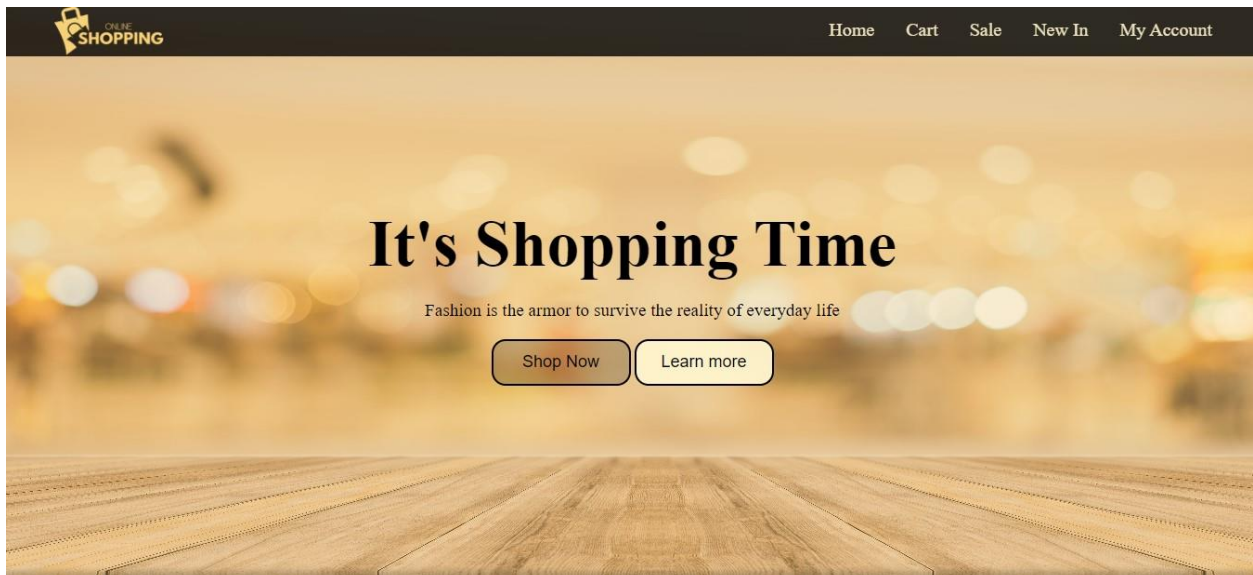 ONLINE
SHOPPING
Home Cart Sale New In My Account
It's Shopping Time
Fashion is the armor to survive the reality of everyday life
Shop Now Learn more